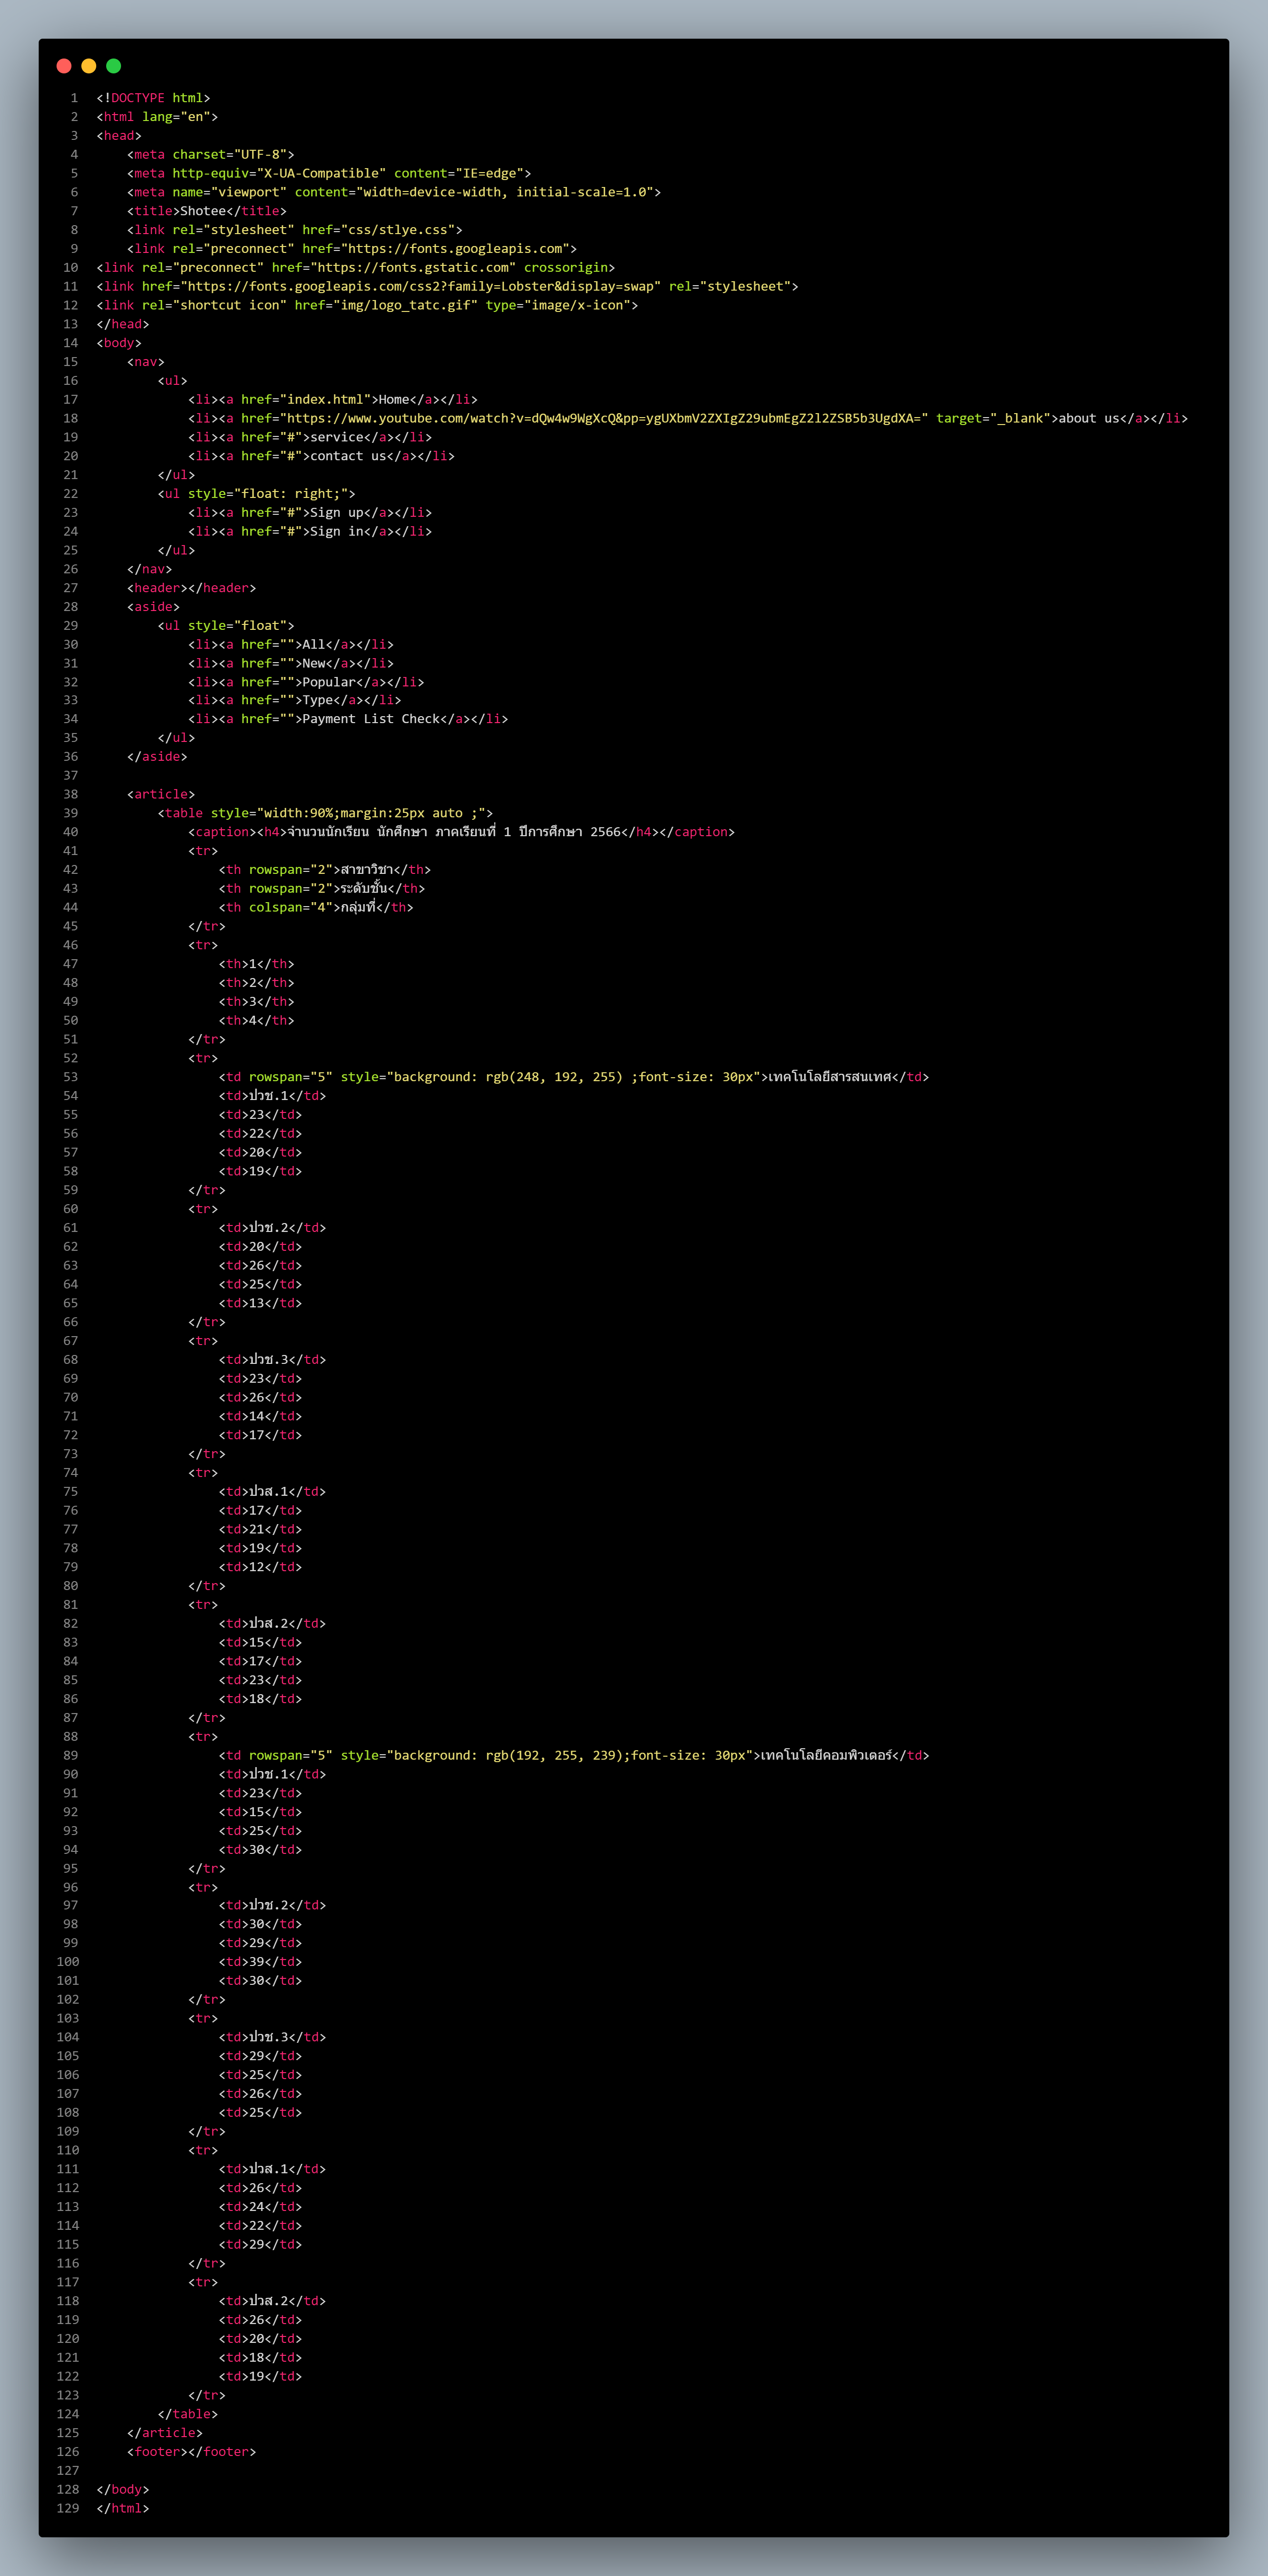 1 <!DOCTYPE html>
2 <html lang="en">
3 <head>
4     <meta charset="UTF-8">
5     <meta http-equiv="X-UA-Compatible" content="IE=edge">
6     <meta name="viewport" content="width=device-width, initial-scale=1.0">
7     <title>Shotee</title>
8     <link rel="stylesheet" href="css/stlye.css">
9     <link rel="preconnect" href="https://fonts.googleapis.com">
10 <link rel="preconnect" href="https://fonts.gstatic.com" crossorigin>
11 <link href="https://fonts.googleapis.com/css2?family=Lobster&display=swap" rel="stylesheet">
12 <link rel="shortcut icon" href="img/logo_tatc.gif" type="image/x-icon">
13 </head>
14 <body>
15     <nav>
16         <ul>
17             <li><a href="index.html">Home</a></li>
18             <li><a href="https://www.youtube.com/watch?v=dQw4w9WgXcQ&pp=ygUXbmV2ZXIgZ29ubmEgZ2l2ZSB5b3UgdXA=" target="_blank">about us</a></li>
19             <li><a href="#">service</a></li>
20             <li><a href="#">contact us</a></li>
21         </ul>
22         <ul style="float: right;">
23             <li><a href="#">Sign up</a></li>
24             <li><a href="#">Sign in</a></li>
25         </ul>
26     </nav>
27     <header></header>
28     <aside>
29         <ul style="float">
30             <li><a href="">All</a></li>
31             <li><a href="">New</a></li>
32             <li><a href="">Popular</a></li>
33             <li><a href="">Type</a></li>
34             <li><a href="">Payment List Check</a></li>
35         </ul>
36     </aside>
37
38     <article>
39         <table style="width:90%;margin:25px auto ;">
40             <caption><h4>จำนวนนักเรียน นักศึกษา ภาคเรียนที่ 1 ปีการศึกษา 2566</h4></caption>
41             <tr>
42                 <th rowspan="2">สาขาวิชา</th>
43                 <th rowspan="2">ระดับชั้น</th>
44                 <th colspan="4">กลุ่มที่</th>
45             </tr>
46             <tr>
47                 <th>1</th>
48                 <th>2</th>
49                 <th>3</th>
50                 <th>4</th>
51             </tr>
52             <tr>
53                 <td rowspan="5" style="background: rgb(248, 192, 255) ;font-size: 30px">เทคโนโลยีสารสนเทศ</td>
54                 <td>ปวช.1</td>
55                 <td>23</td>
56                 <td>22</td>
57                 <td>20</td>
58                 <td>19</td>
59             </tr>
60             <tr>
61                 <td>ปวช.2</td>
62                 <td>20</td>
63                 <td>26</td>
64                 <td>25</td>
65                 <td>13</td>
66             </tr>
67             <tr>
68                 <td>ปวช.3</td>
69                 <td>23</td>
70                 <td>26</td>
71                 <td>14</td>
72                 <td>17</td>
73             </tr>
74             <tr>
75                 <td>ปวส.1</td>
76                 <td>17</td>
77                 <td>21</td>
78                 <td>19</td>
79                 <td>12</td>
80             </tr>
81             <tr>
82                 <td>ปวส.2</td>
83                 <td>15</td>
84                 <td>17</td>
85                 <td>23</td>
86                 <td>18</td>
87             </tr>
88             <tr>
89                 <td rowspan="5" style="background: rgb(192, 255, 239);font-size: 30px">เทคโนโลยีคอมพิวเตอร์</td>
90                 <td>ปวช.1</td>
91                 <td>23</td>
92                 <td>15</td>
93                 <td>25</td>
94                 <td>30</td>
95             </tr>
96             <tr>
97                 <td>ปวช.2</td>
98                 <td>30</td>
99                 <td>29</td>
100                 <td>39</td>
101                 <td>30</td>
102             </tr>
103             <tr>
104                 <td>ปวช.3</td>
105                 <td>29</td>
106                 <td>25</td>
107                 <td>26</td>
108                 <td>25</td>
109             </tr>
110             <tr>
111                 <td>ปวส.1</td>
112                 <td>26</td>
113                 <td>24</td>
114                 <td>22</td>
115                 <td>29</td>
116             </tr>
117             <tr>
118                 <td>ปวส.2</td>
119                 <td>26</td>
120                 <td>20</td>
121                 <td>18</td>
122                 <td>19</td>
123             </tr>
124         </table>
125     </article>
126     <footer></footer>
127
128 </body>
129 </html>